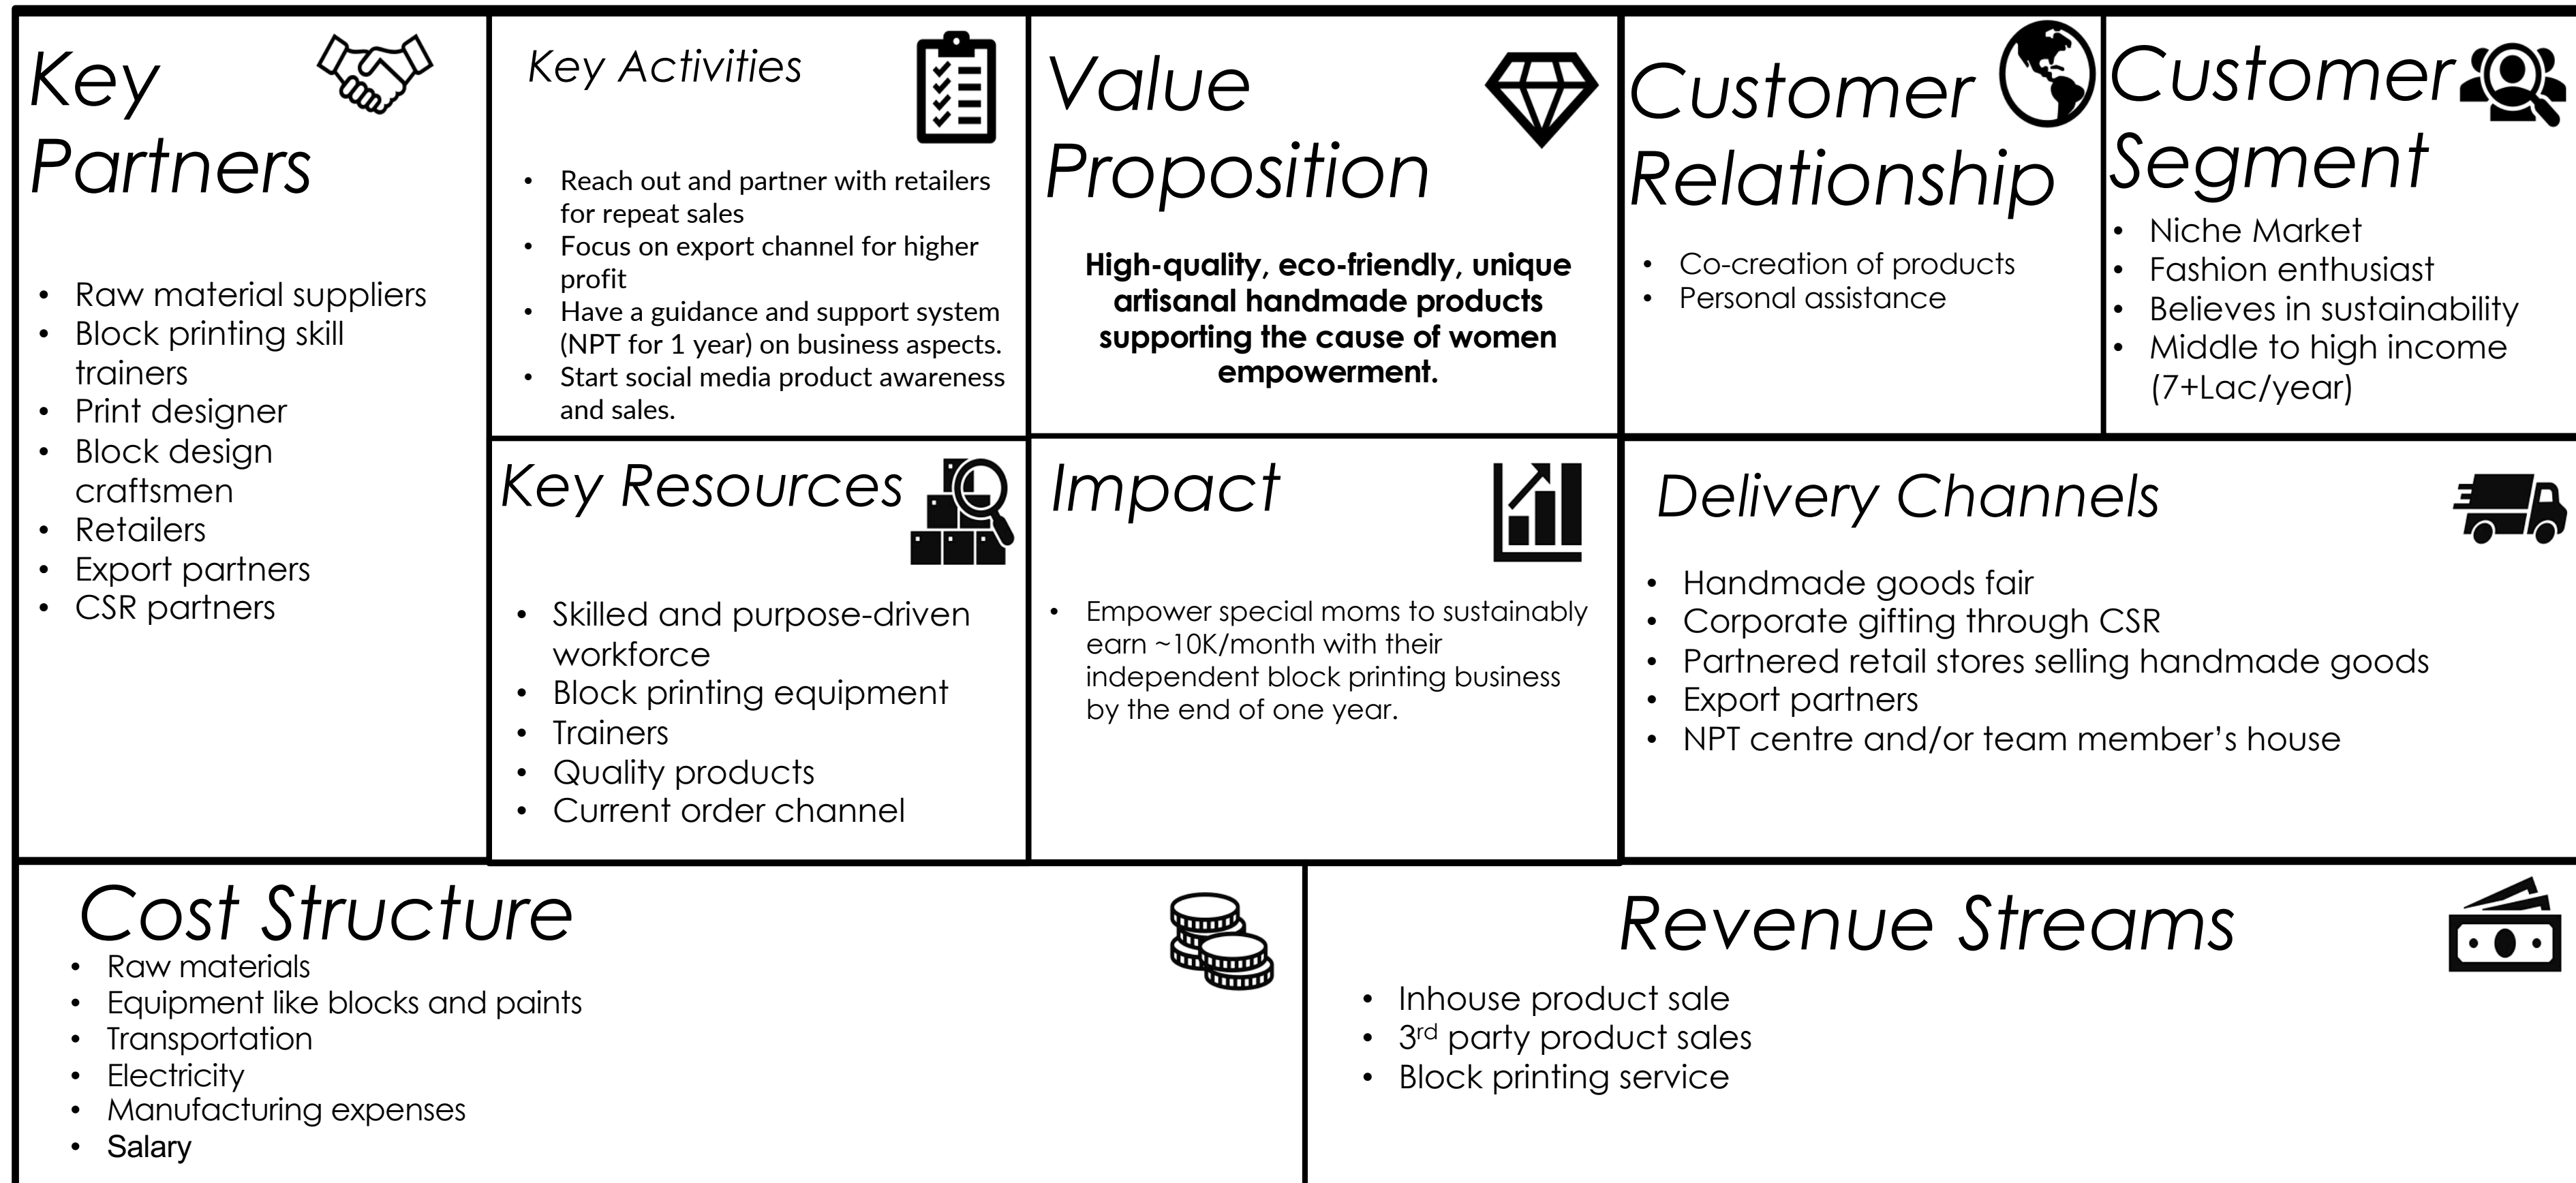 Key
Partners
• Raw material suppliers
• Block printing skill
trainers
• Print designer
• Block design
craftsmen
• Retailers
• Export partners
• CSR partners
Key Activities
• Reach out and partner with retailers
for repeat sales
• Focus on export channel for higher
profit
• Have a guidance and support system
(NPT for 1 year) on business aspects.
• Start social media product awareness
and sales.
Key Resources
• Skilled and purpose-driven
workforce
• Block printing equipment
• Trainers
• Quality products
• Current order channel
Value
Proposition
High-quality, eco-friendly, unique
artisanal handmade products
supporting the cause of women
empowerment.
Impact
• Empower special moms to sustainably
earn ~10K/month with their
independent block printing business
by the end of one year.
Customer
Relationship
• Co-creation of products
• Personal assistance
Customer
Segment
• Niche Market
• Fashion enthusiast
• Believes in sustainability
• Middle to high income
(7+Lac/year)
Delivery Channels
• Handmade goods fair
• Corporate gifting through CSR
• Partnered retail stores selling handmade goods
• Export partners
• NPT centre and/or team member’s house
Cost Structure
• Raw materials
• Equipment like blocks and paints
• Transportation
• Electricity
• Manufacturing expenses
• Salary
Revenue Streams
• Inhouse product sale
• 3rd party product sales
• Block printing service